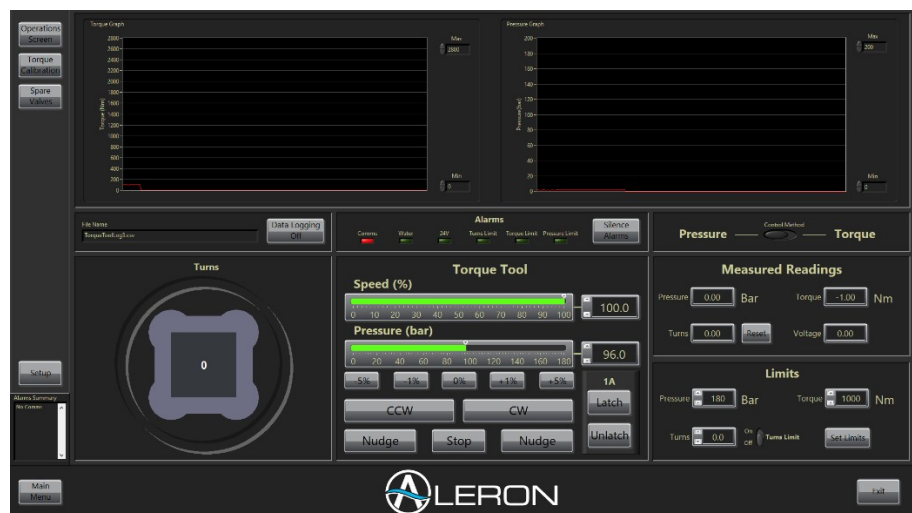 Operations
Screen
Torque
Calibration
Spare
Valves
Torque Graph
Torque (Nm)
2800
2600
2400
2200
2000
1800
1600
1400
1200
1000
800
600
400
200
0
Max
2800
Min
0
Pressure Graph
Pressure (bar)
200
180
160
140
120
100
80
60
40
20
0
Max
200
Min
0
File Name
Data Logging
Off
Alarms
Comms Water 24V Turns Limit Torque Limit Pressure Limit
Silence
Alarms
Control Method
Pressure Torque
Turns
0
Torque Tool
Speed (%)
0 10 20 30 40 50 60 70 80 90 100
100.0
Pressure (bar)
0 20 40 60 80 100 120 140 160 180
96.0
-5% -1% 0% +1% +5%
CCW CW
Nudge Stop Nudge
1A
Latch
Unlatch
Measured Readings
Pressure 0.00 Bar Torque -1.00 Nm
Turns 0.00 Reset Voltage 0.00
Limits
Pressure 180 Bar Torque 1000 Nm
Turns 0.0 On Off Turns Limit Set Limits
Setup
Alarms Summary
No Comms
Main
Menu
ALERON
Exit